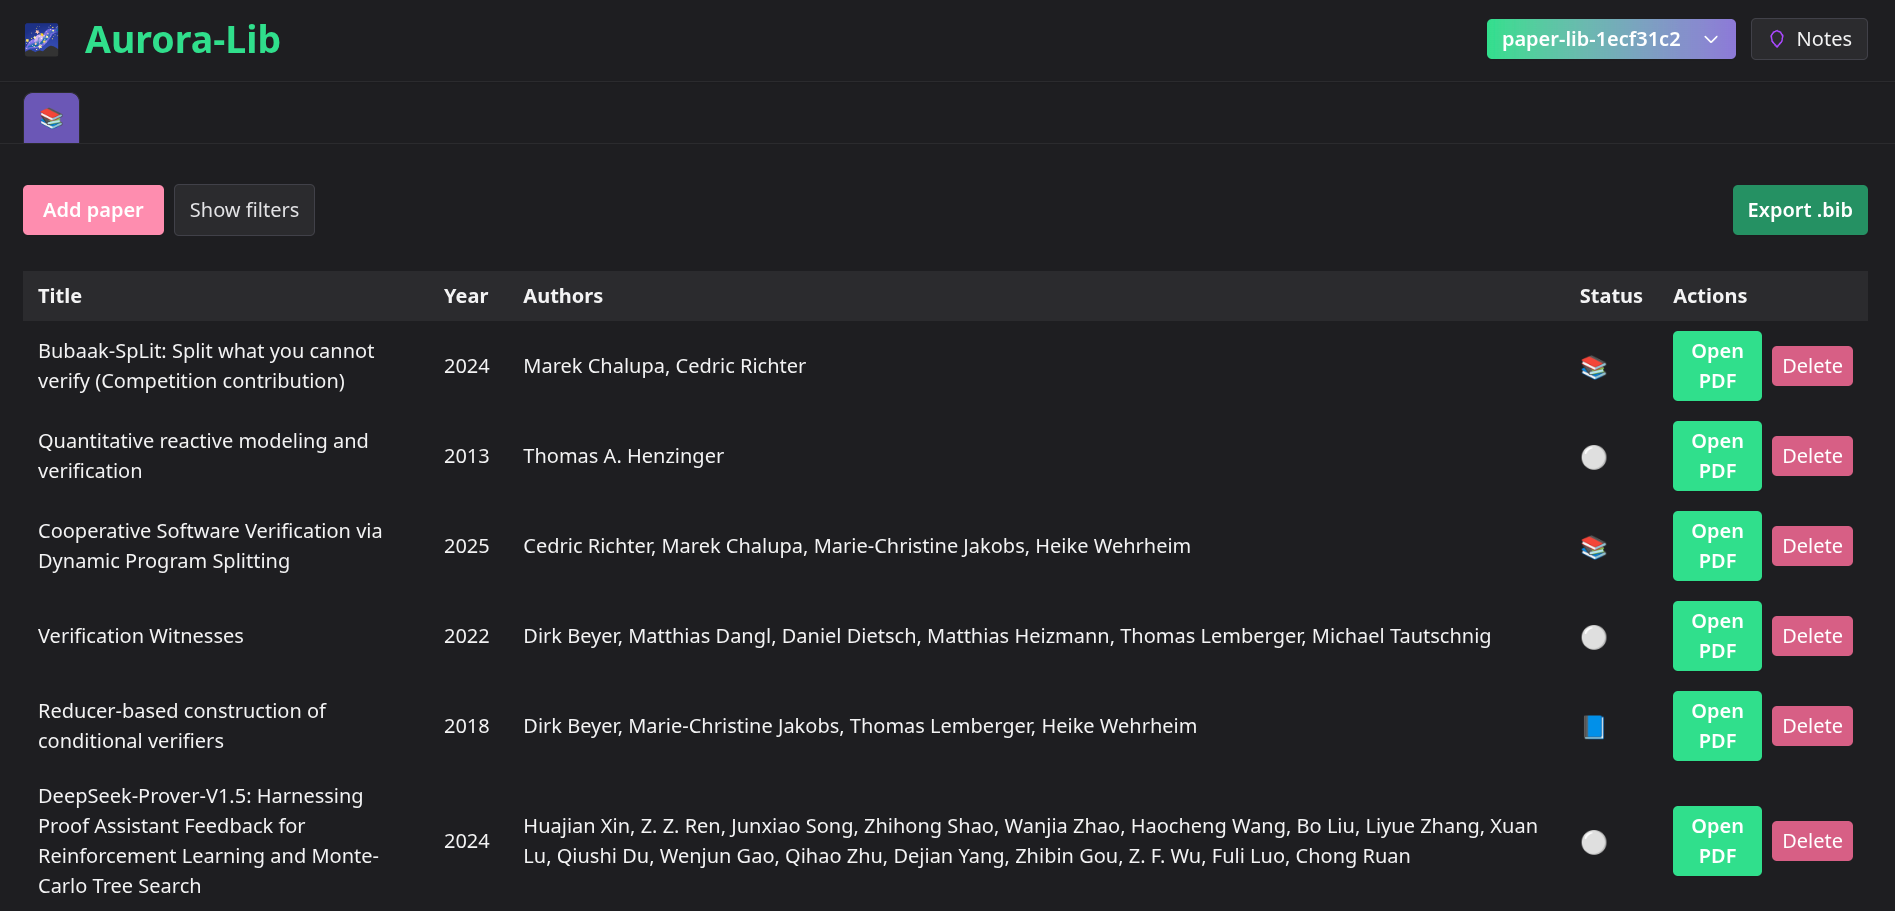 Aurora-Lib
paper-lib-1ecf31c2
Notes
Add paper
Show filters
Export .bib
Title Year Authors Status Actions
Bubaak-SpLit: Split what you cannot
verify (Competition contribution)
2024
Marek Chalupa, Cedric Richter
Open
PDF
Delete
Quantitative reactive modeling and
verification
2013
Thomas A. Henzinger
Open
PDF
Delete
Cooperative Software Verification via
Dynamic Program Splitting
2025
Cedric Richter, Marek Chalupa, Marie-Christine Jakobs, Heike Wehrheim
Open
PDF
Delete
Verification Witnesses
2022
Dirk Beyer, Matthias Dangl, Daniel Dietsch, Matthias Heizmann, Thomas Lemberger, Michael Tautschnig
Open
PDF
Delete
Reducer-based construction of
conditional verifiers
2018
Dirk Beyer, Marie-Christine Jakobs, Thomas Lemberger, Heike Wehrheim
Open
PDF
Delete
DeepSeek-Prover-V1.5: Harnessing
Proof Assistant Feedback for
Reinforcement Learning and Monte-
Carlo Tree Search
2024
Huajian Xin, Z. Z. Ren, Junxiao Song, Zhihong Shao, Wanjia Zhao, Haocheng Wang, Bo Liu, Liyue Zhang, Xuan
Lu, Qiushi Du, Wenjun Gao, Qihao Zhu, Dejian Yang, Zhibin Gou, Z. F. Wu, Fuli Luo, Chong Ruan
Open
PDF
Delete